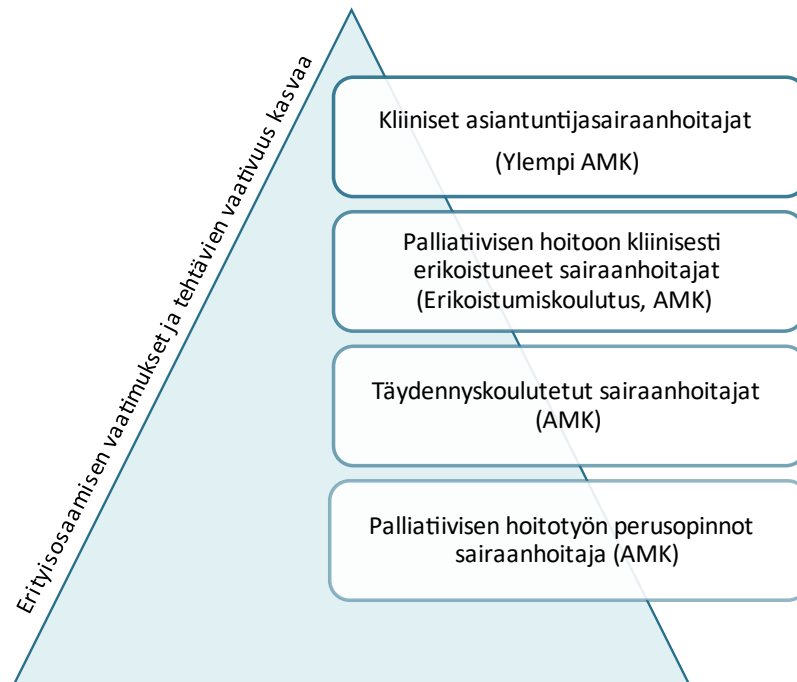 Erityisosaamisen vaatimukset ja tehtävien vaativuus kasvaa
Kliiniset asiantuntijasairaanhoitajat
(Ylempi AMK)
Palliatiivisen hoitoon kliinisesti
erikoistuneet sairaanhoitajat
(Erikoistumiskoulutus, AMK)
Täydennyskoulutetut sairaanhoitajat
(AMK)
Palliatiivisen hoitotyön perusopinnot
sairaanhoitaja (AMK)